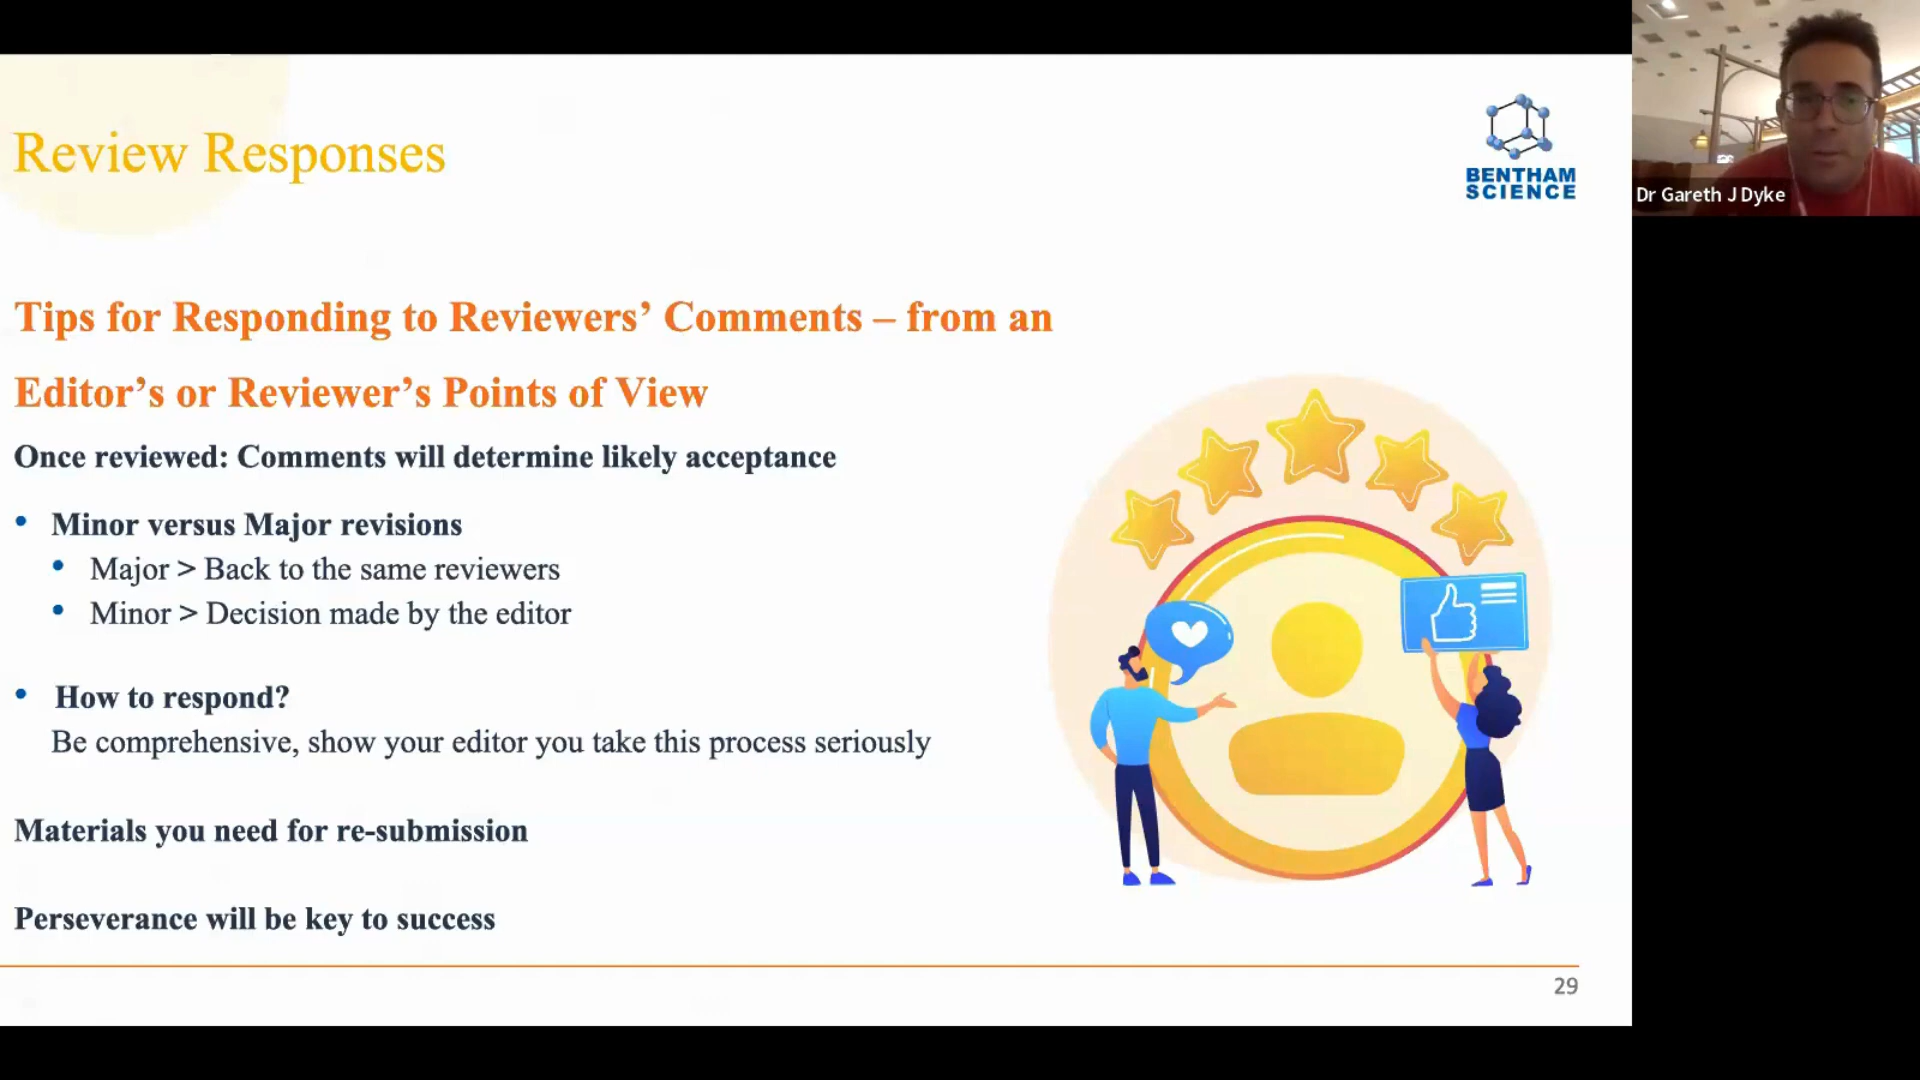 Review Responses
BENTHAM
SCIENCE
Dr Gareth J Dyke
Tips for Responding to Reviewers’ Comments – from an
Editor’s or Reviewer’s Points of View
Once reviewed: Comments will determine likely acceptance
• Minor versus Major revisions
• Major > Back to the same reviewers
• Minor > Decision made by the editor
• How to respond?
Be comprehensive, show your editor you take this process seriously
Materials you need for re-submission
Perseverance will be key to success
29